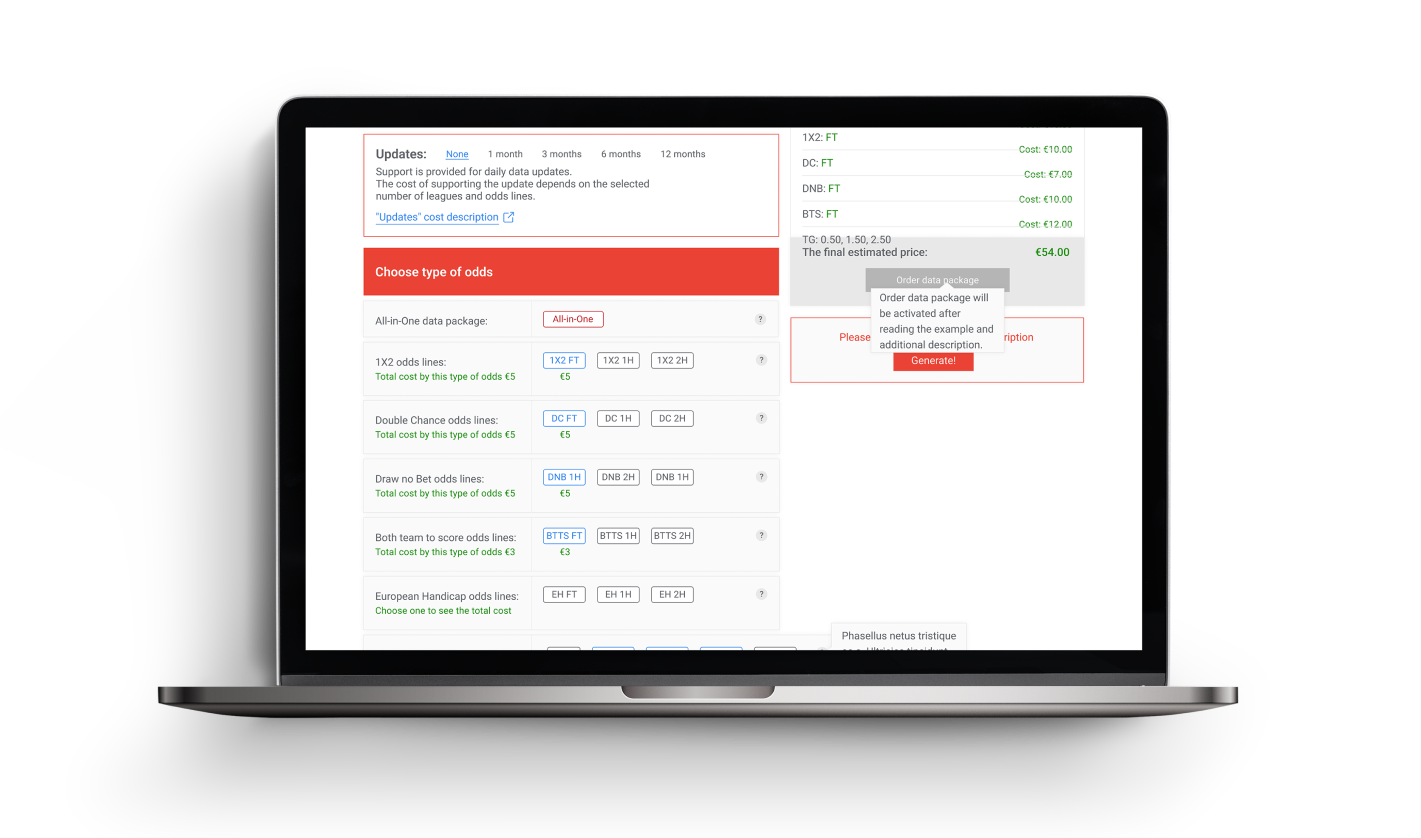 Updates: None 1 month 3 months 6 months 12 months
Support is provided for daily data updates.
The cost of supporting the update depends on the selected
number of leagues and odds lines.
"Updates" cost description
Choose type of odds
All-in-One data package: All-in-One ?
1X2 odds lines: 1X2 FT 1X2 1H 1X2 2H ?
Total cost by this type of odds €5 €5
Double Chance odds lines: DC FT DC 1H DC 2H ?
Total cost by this type of odds €5 €5
Draw no Bet odds lines: DNB 1H DNB 2H DNB 1H ?
Total cost by this type of odds €5 €5
Both team to score odds lines: BTTS FT BTTS 1H BTTS 2H ?
Total cost by this type of odds €3 €3
European Handicap odds lines: EH FT EH 1H EH 2H ?
Choose one to see the total cost
1X2: FT
Cost: €10.00
DC: FT
Cost: €7.00
DNB: FT
Cost: €10.00
BTS: FT
Cost: €12.00
TG: 0.50, 1.50, 2.50
The final estimated price: €54.00
Order data package
Order data package will
be activated after
reading the example and
additional description.
Please
Generate!
Phasellus netus tristique